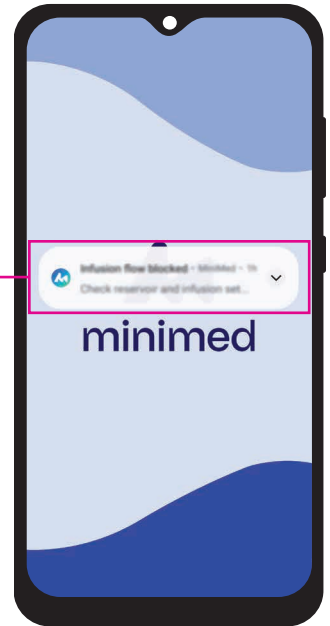 Infusion flow blocked - MiniMed - 1h
Check reservoir and infusion set...
minimed